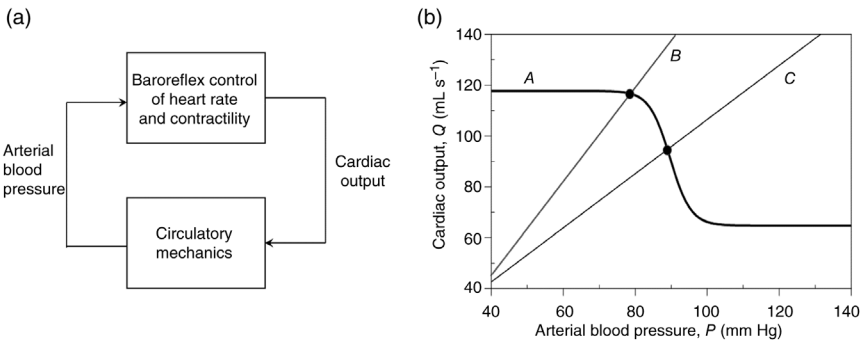 (a)
Baroreflex control
of heart rate
and contractility
Arterial
blood
pressure
Cardiac
output
Circulatory
mechanics
(b)
140
120
100
80
60
40
Cardiac output, Q (mL s⁻¹)
A
B
C
40
60
80
100
120
140
Arterial blood pressure, P (mm Hg)